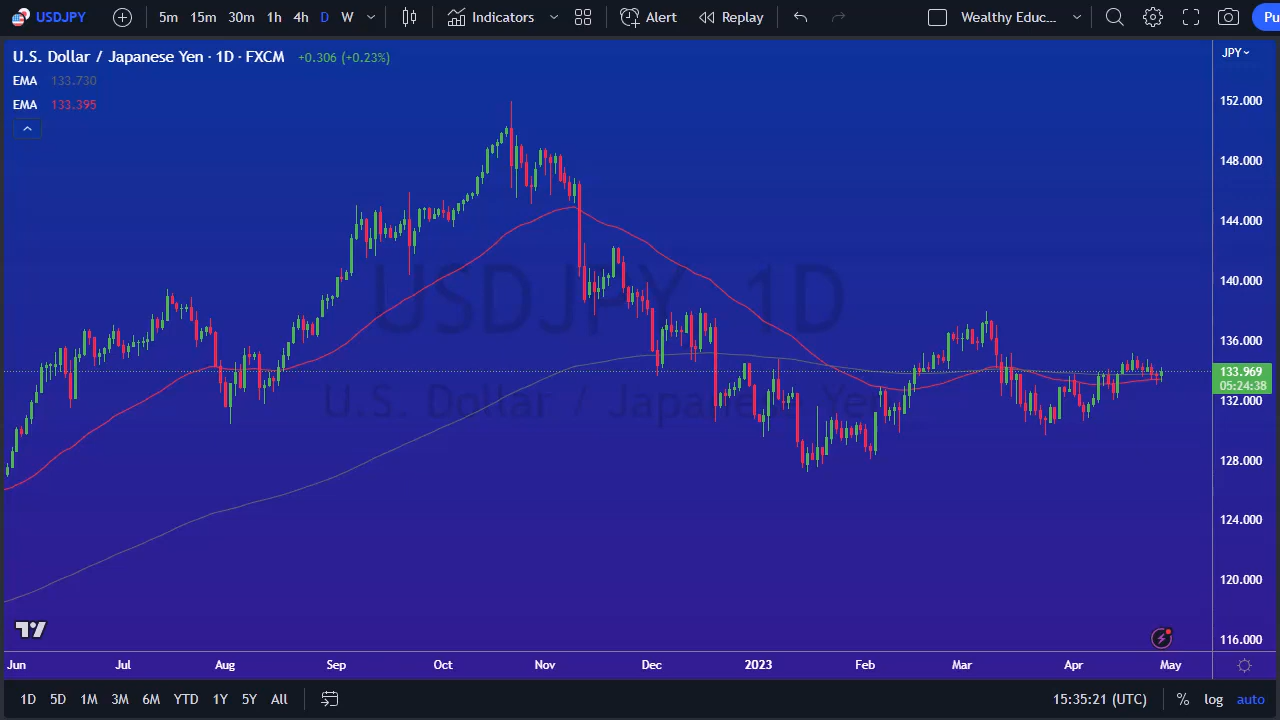 USDJPY 5m 15m 30m 1h 4h D W Indicators Alert Replay Wealthy Educ... Pu
U.S. Dollar / Japanese Yen · 1D · FXCM +0.306 (+0.23%)
JPY
EMA 133.730
EMA 133.395
152.000
148.000
144.000
140.000
USDJPY, 1D
136.000
133.969
05:24:38
132.000
U.S. Dollar / Japanese Yen
128.000
124.000
120.000
116.000
Jun Jul Aug Sep Oct Nov Dec 2023 Feb Mar Apr May
1D 5D 1M 3M 6M YTD 1Y 5Y All 15:35:21 (UTC) % log auto